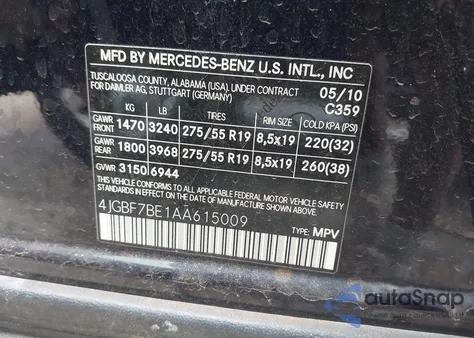 MFD BY MERCEDES-BENZ U.S. INTL., INC
TUSCALOOSA COUNTY, ALABAMA (USA). UNDER CONTRACT 05/10
FOR DAIMLER AG, STUTTGART (GERMANY) C359
KG LB TIRE SIZE RIM SIZE COLD KPA (PSI)
GAWR FRONT 1470 3240 275/55 R19 8,5x19 220(32)
GAWR REAR 1800 3968 275/55 R19 8,5x19 260(38)
GVWR 3150 6944
THIS VEHICLE CONFORMS TO ALL APPLICABLE FEDERAL MOTOR VEHICLE SAFETY
STANDARDS IN EFFECT ON THE DATE OF MANUFACTURE SHOWN ABOVE.
4JGBF7BE1AA615009 TYPE: MPV
autoSnap